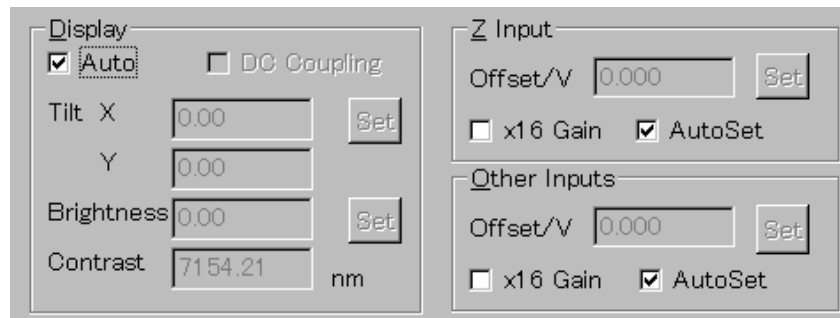 Display
Auto DC Coupling
Tilt X 0.00 Set
Y 0.00
Brightness 0.00 Set
Contrast 7154.21 nm
Z Input
Offset/V 0.000 Set
x16 Gain AutoSet
Other Inputs
Offset/V 0.000 Set
x16 Gain AutoSet